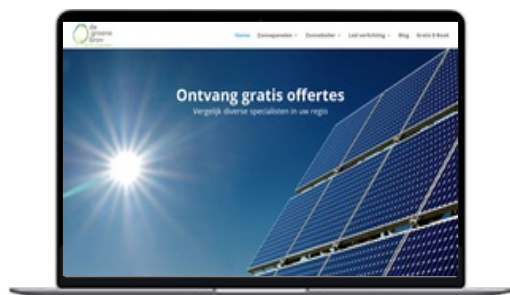 de
groene
bron
Home Zonnepanelen Zonneboiler Led verlichting Blog Gratis E-Book
Ontvang gratis offertes
Vergelijk diverse specialisten in uw regio